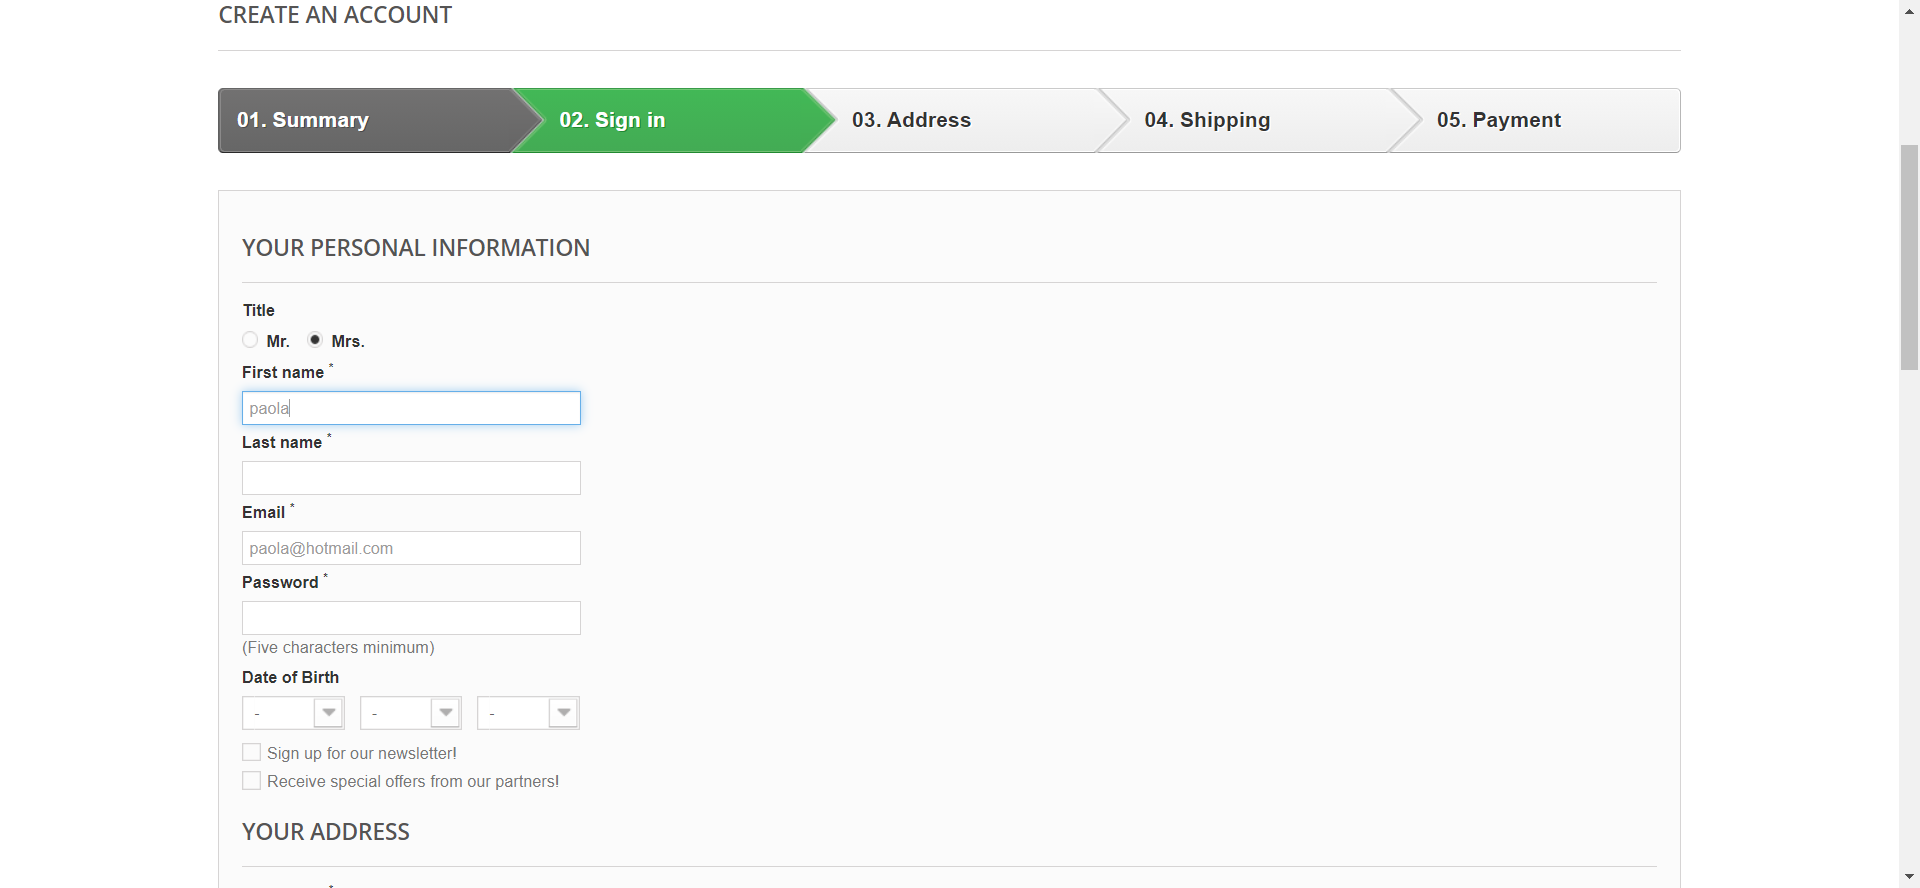 CREATE AN ACCOUNT
01. Summary
02. Sign in
03. Address
04. Shipping
05. Payment
YOUR PERSONAL INFORMATION
Title
Mr. Mrs.
First name *
paola
Last name *
Email *
paola@hotmail.com
Password *
(Five characters minimum)
Date of Birth
- - -
Sign up for our newsletter!
Receive special offers from our partners!
YOUR ADDRESS